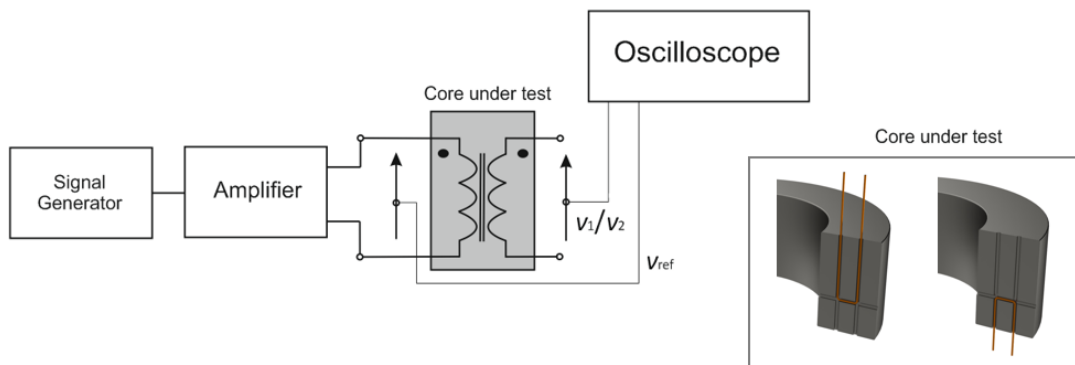 Oscilloscope
Core under test
Signal
Generator
Amplifier
v1/v2
vref
Core under test